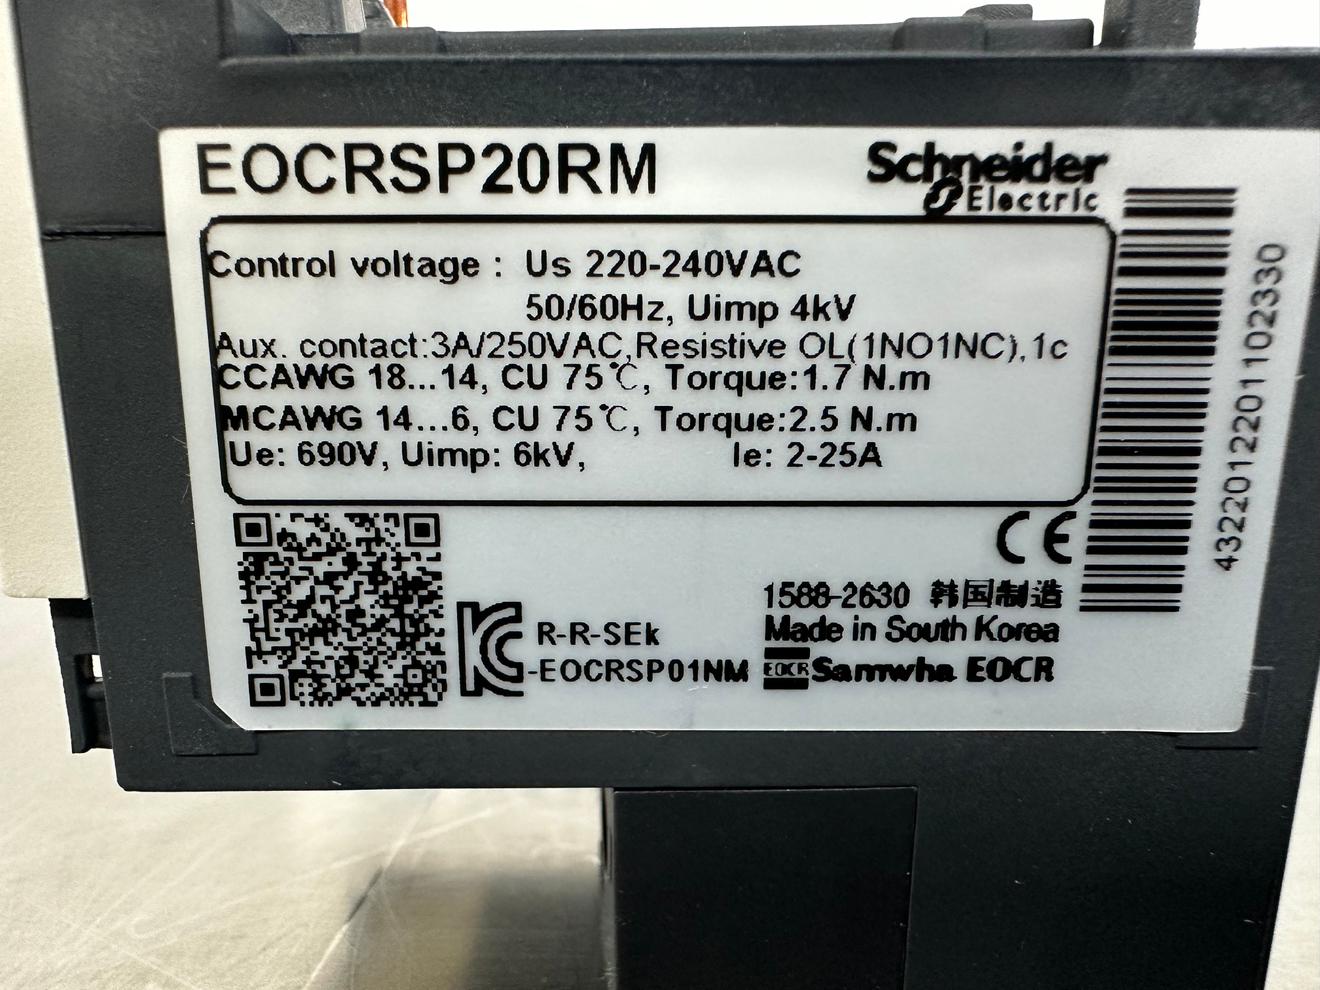 EOCRSP20RM
Schneider
Electric
Control voltage : Us 220-240VAC
50/60Hz, Uimp 4kV
Aux. contact:3A/250VAC,Resistive OL(1NO1NC),1c
CCAWG 18...14, CU 75℃, Torque:1.7 N.m
MCAWG 14...6, CU 75℃, Torque:2.5 N.m
Ue: 690V, Uimp: 6kV, Ie: 2-25A
4322012201102330
CE
1588-2630 韩国制造
Made in South Korea
EOCR Samwha EOCR
KC R-R-SEk
-EOCRSP01NM